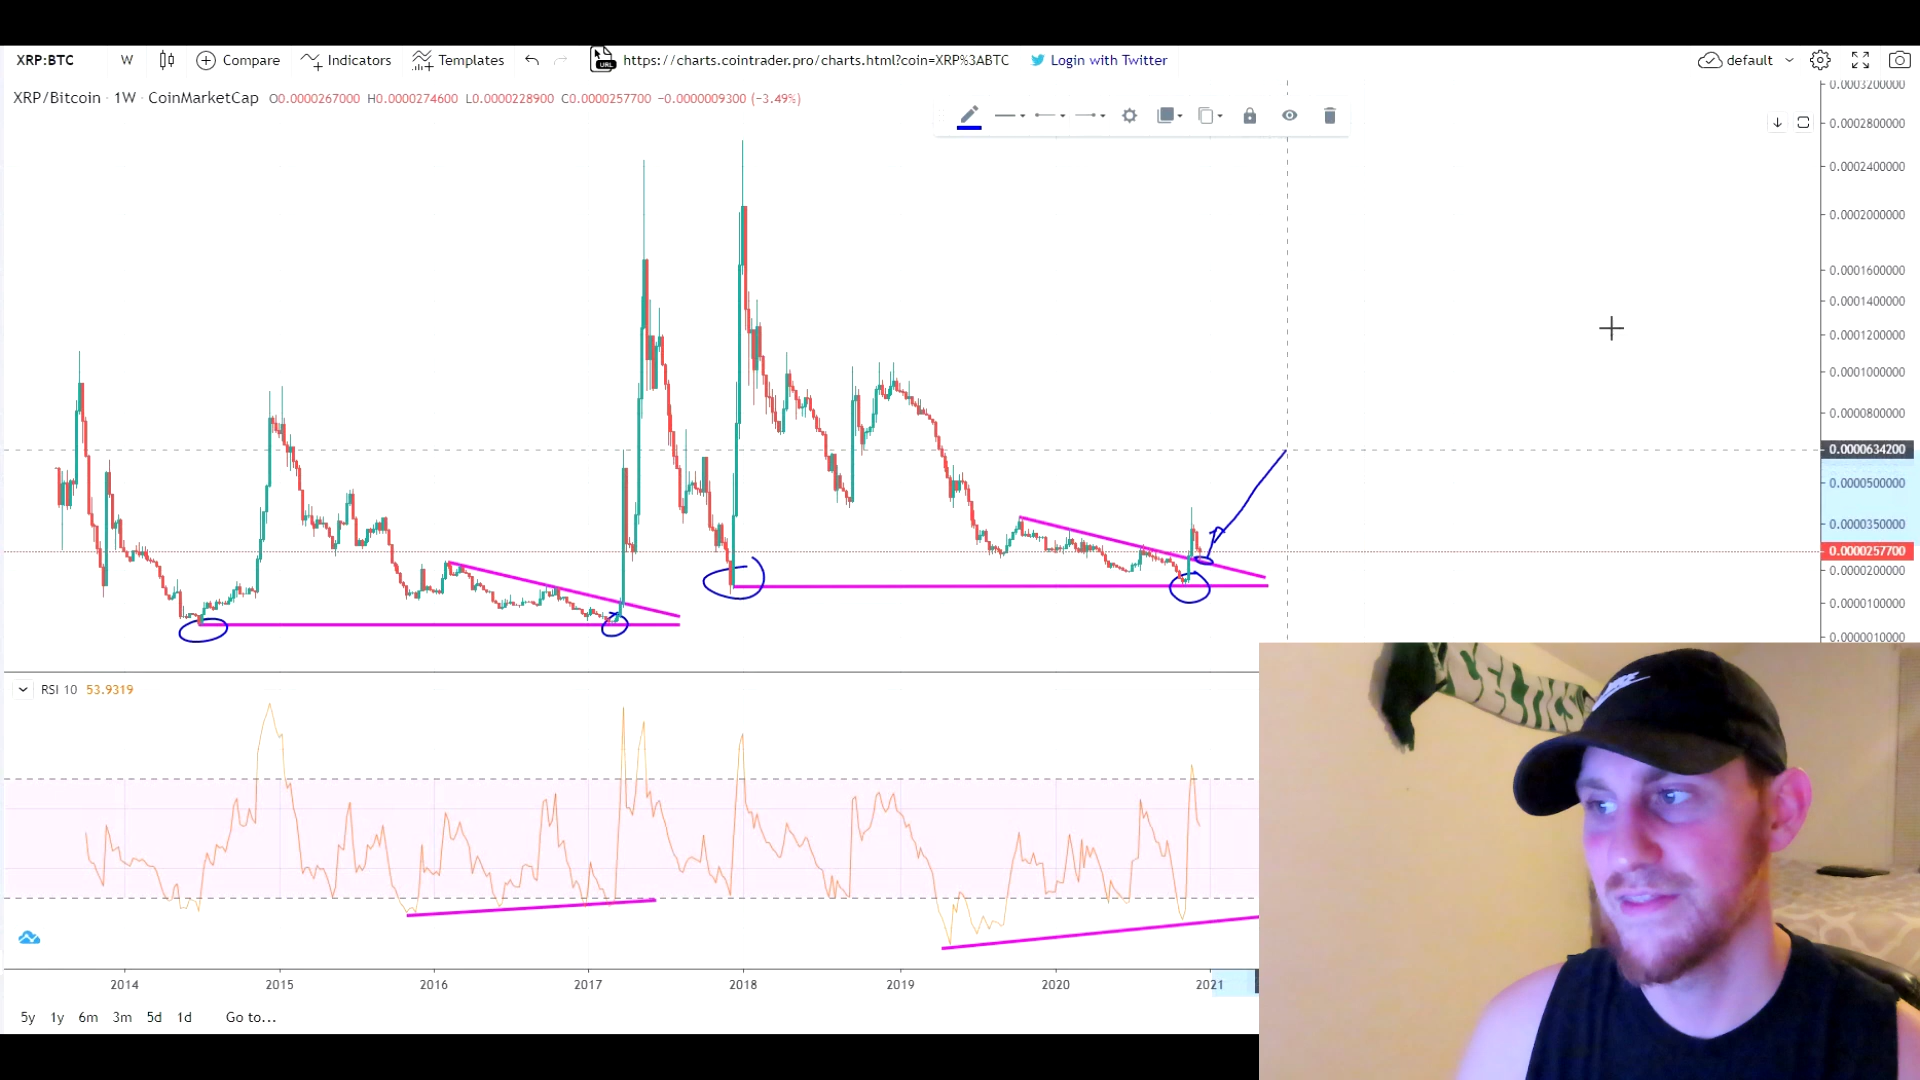 XRP:BTC W Compare Indicators Templates URL https://charts.cointrader.pro/charts.html?coin=XRP%3ABTC Login with Twitter default
XRP/Bitcoin · 1W · CoinMarketCap O0.0000267000 H0.0000274600 L0.0000228900 C0.0000257700 −0.0000009300 (−3.49%)
0.0003200000
0.0002800000
0.0002400000
0.0002000000
0.0001600000
0.0001400000
0.0001200000
0.0001000000
0.0000800000
0.0000634200
0.0000500000
0.0000350000
0.0000257700
0.0000200000
0.0000100000
0.0000010000
RSI 10 53.9319
CELTICS
2014 2015 2016 2017 2018 2019 2020 2021
5y 1y 6m 3m 5d 1d Go to...